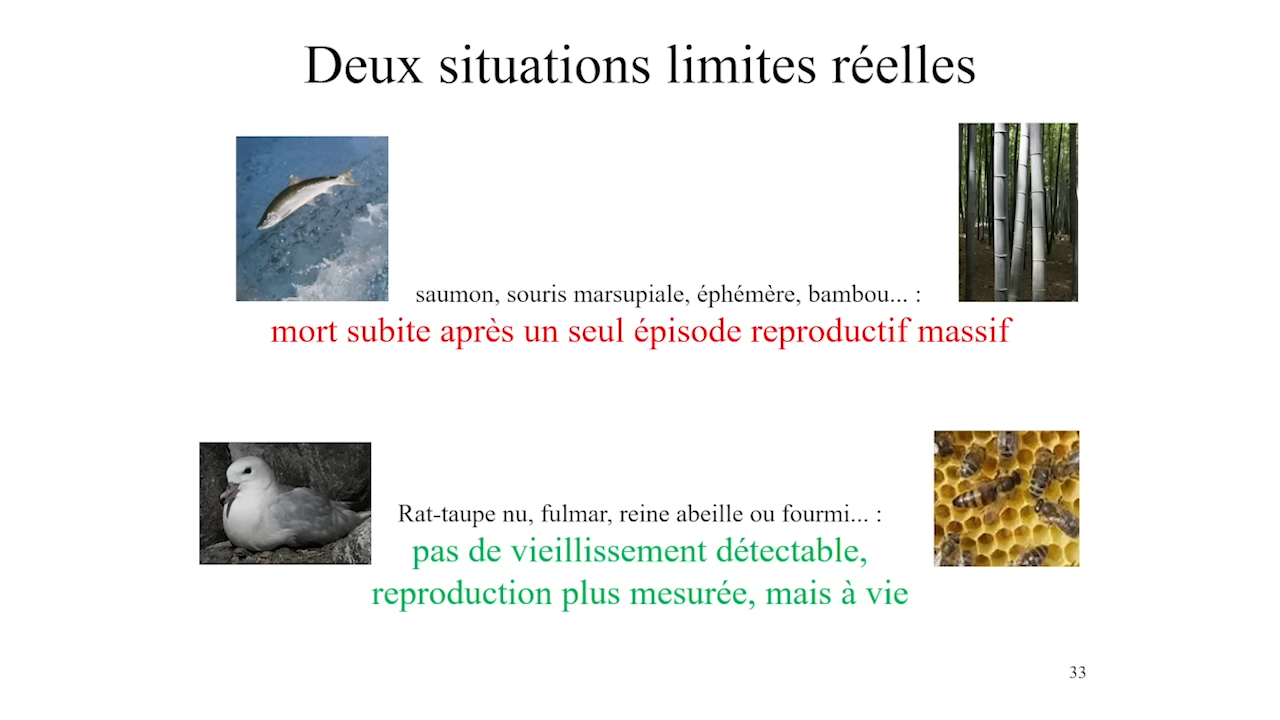 Deux situations limites réelles
saumon, souris marsupiale, éphémère, bambou... :
mort subite après un seul épisode reproductif massif
Rat-taupe nu, fulmar, reine abeille ou fourmi... :
pas de vieillissement détectable,
reproduction plus mesurée, mais à vie
33